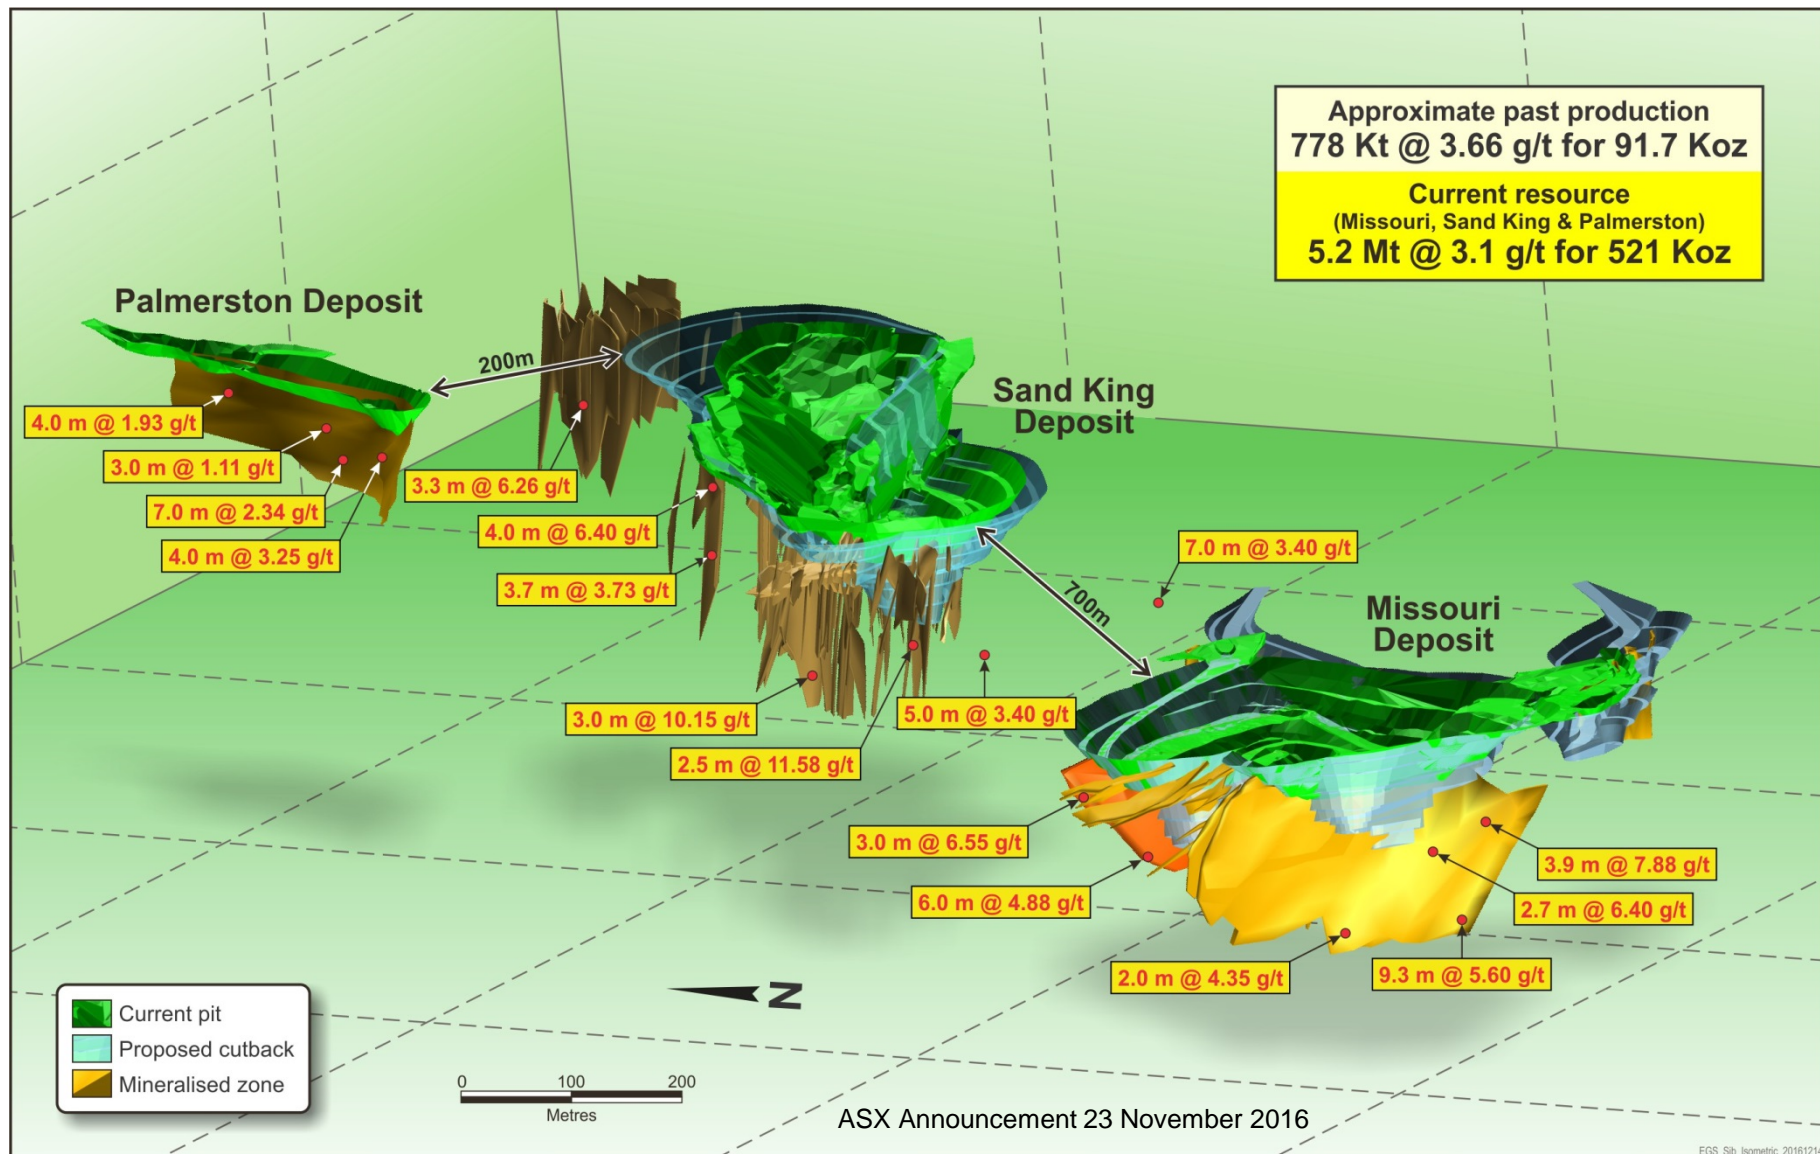 Approximate past production
778 Kt @ 3.66 g/t for 91.7 Koz
Current resource
(Missouri, Sand King & Palmerston)
5.2 Mt @ 3.1 g/t for 521 Koz
Palmerston Deposit
200m
Sand King
Deposit
4.0 m @ 1.93 g/t
3.0 m @ 1.11 g/t
7.0 m @ 2.34 g/t
4.0 m @ 3.25 g/t
3.3 m @ 6.26 g/t
4.0 m @ 6.40 g/t
3.7 m @ 3.73 g/t
3.0 m @ 10.15 g/t
2.5 m @ 11.58 g/t
5.0 m @ 3.40 g/t
7.0 m @ 3.40 g/t
700m
Missouri
Deposit
3.0 m @ 6.55 g/t
6.0 m @ 4.88 g/t
2.0 m @ 4.35 g/t
9.3 m @ 5.60 g/t
2.7 m @ 6.40 g/t
3.9 m @ 7.88 g/t
N
Current pit
Proposed cutback
Mineralised zone
0 100 200
Metres
ASX Announcement 23 November 2016